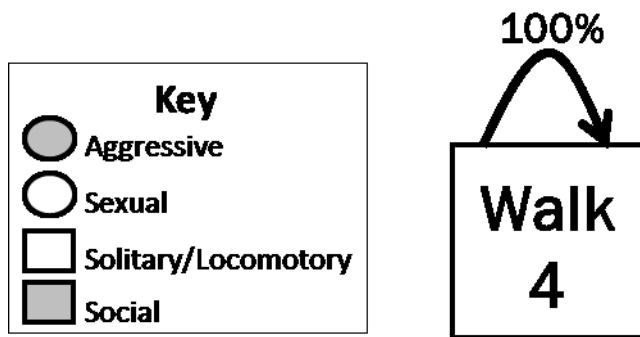 Key
Aggressive
Sexual
Solitary/Locomotory
Social
100%
Walk
4